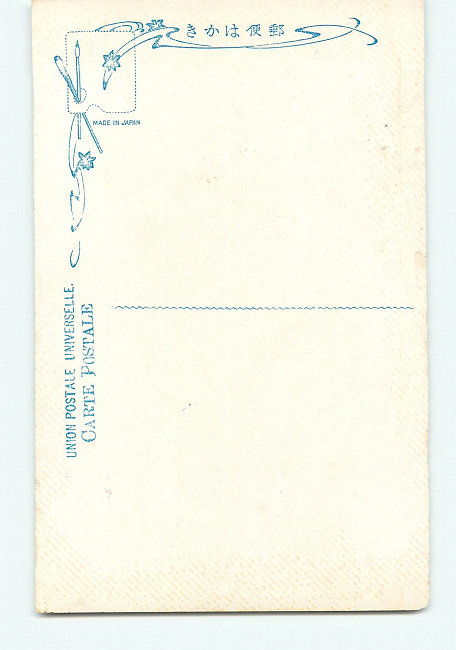 きかは便郵
MADE IN JAPAN
UNION POSTALE UNIVERSELLE.
CARTE POSTALE